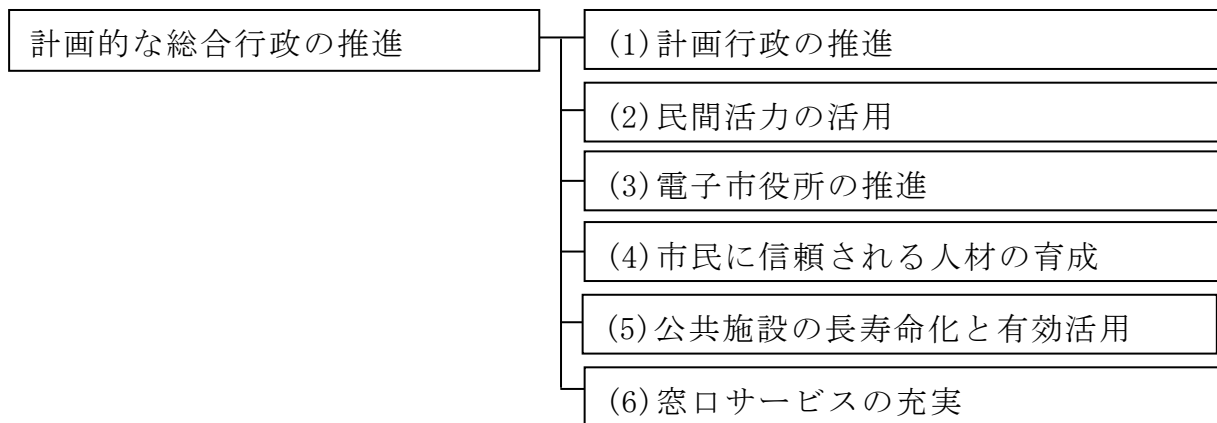 計画的な総合行政の推進
(1)計画行政の推進
(2)民間活力の活用
(3)電子市役所の推進
(4)市民に信頼される人材の育成
(5)公共施設の長寿命化と有効活用
(6)窓口サービスの充実